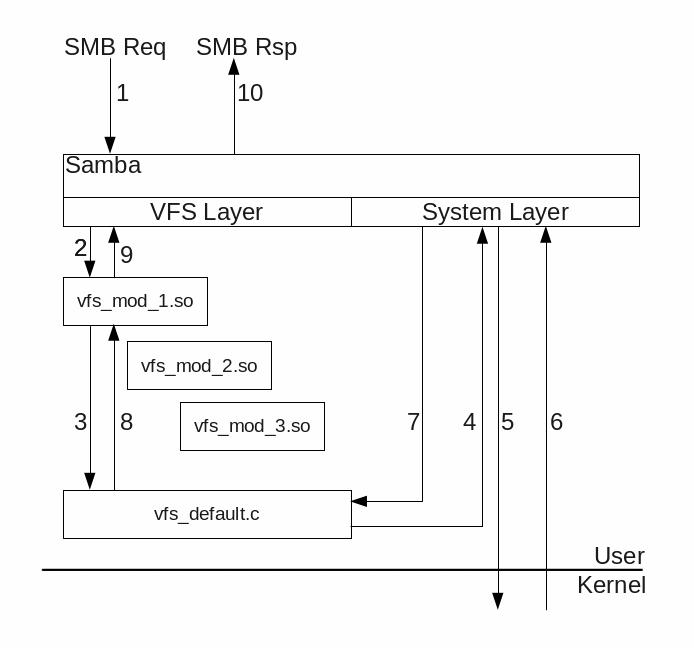 SMB Req SMB Rsp
1 10
Samba
VFS Layer System Layer
2 9
vfs_mod_1.so
vfs_mod_2.so
3 8 7 4 5 6
vfs_mod_3.so
vfs_default.c
User
Kernel